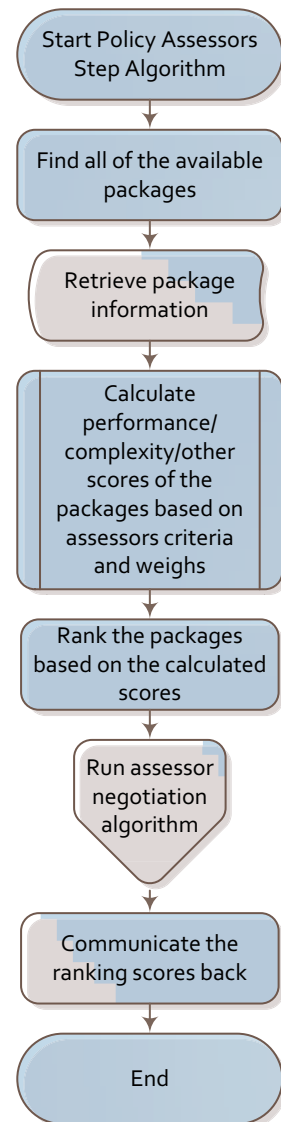 Start Policy Assessors
Step Algorithm
Find all of the available
packages
Retrieve package
information
Calculate
performance/
complexity/other
scores of the
packages based on
assessors criteria
and weighs
Rank the packages
based on the calculated
scores
Run assessor
negotiation
algorithm
Communicate the
ranking scores back
End